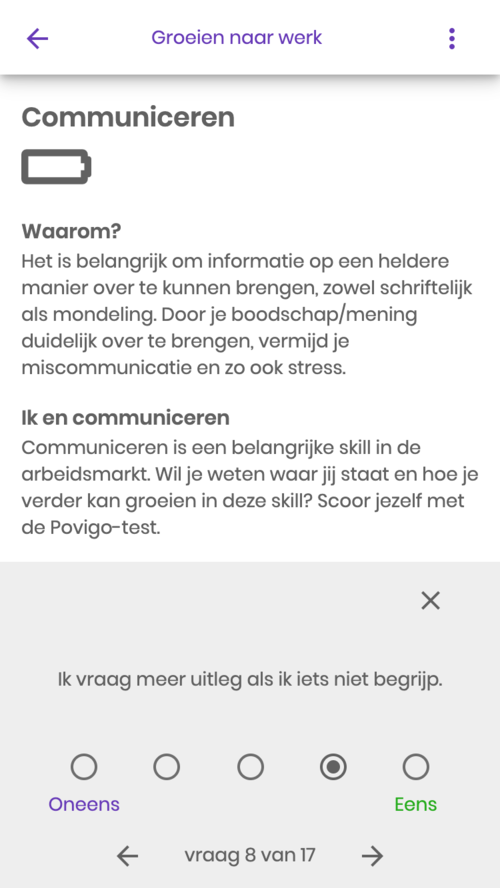 Groeien naar werk
Communiceren
Waarom?
Het is belangrijk om informatie op een heldere
manier over te kunnen brengen, zowel schriftelijk
als mondeling. Door je boodschap/mening
duidelijk over te brengen, vermijd je
miscommunicatie en zo ook stress.
Ik en communiceren
Communiceren is een belangrijke skill in de
arbeidsmarkt. Wil je weten waar jij staat en hoe je
verder kan groeien in deze skill? Scoor jezelf met
de Povigo-test.
Ik vraag meer uitleg als ik iets niet begrijp.
Oneens Eens
vraag 8 van 17